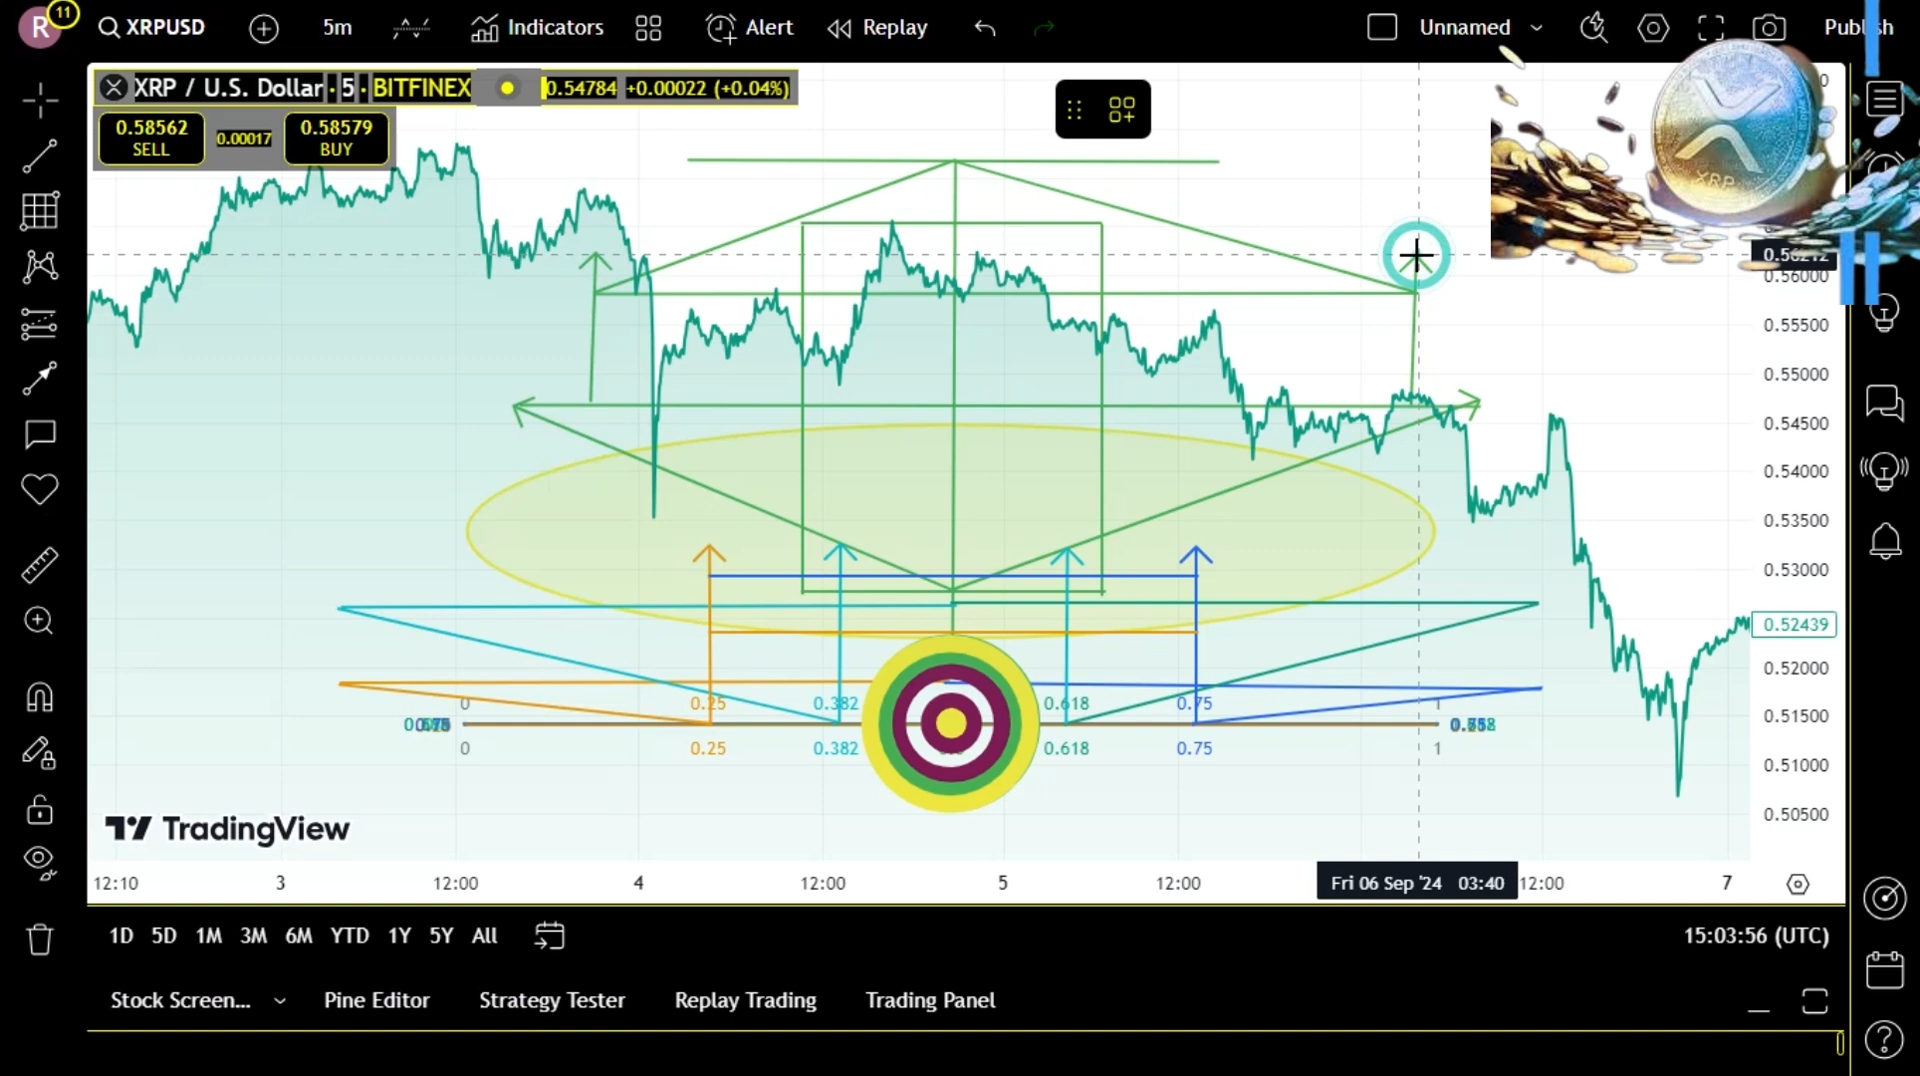 R 11 XRPUSD 5m Indicators Alert Replay Unnamed Publish
XRP / U.S. Dollar · 5 · BITFINEX 0.54784 +0.00022 (+0.04%)
0.58562
SELL
0.00017
0.58579
BUY
XRP
0.56212
0.56000
0.55500
0.55000
0.54500
0.54000
0.53500
0.53000
0.52439
0.52000
0.51500
0.51000
0.50500
0 0.25 0.382 0.618 0.75 1
0 0.25 0.382 0.618 0.75 1
TradingView
12:10 3 12:00 4 12:00 5 12:00 Fri 06 Sep '24 03:40 12:00 7
1D 5D 1M 3M 6M YTD 1Y 5Y All 15:03:56 (UTC)
Stock Screen... Pine Editor Strategy Tester Replay Trading Trading Panel